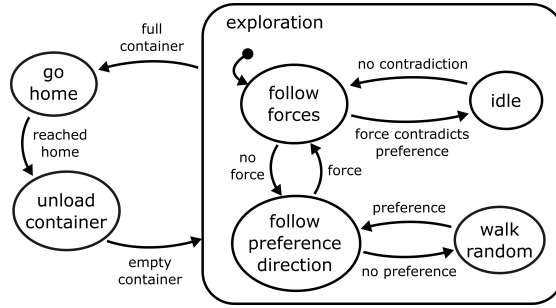 exploration
full
container
go
home
reached
home
unload
container
empty
container
follow
forces
no contradiction
idle
force contradicts
preference
no
force
force
follow
preference
direction
preference
walk
random
no preference